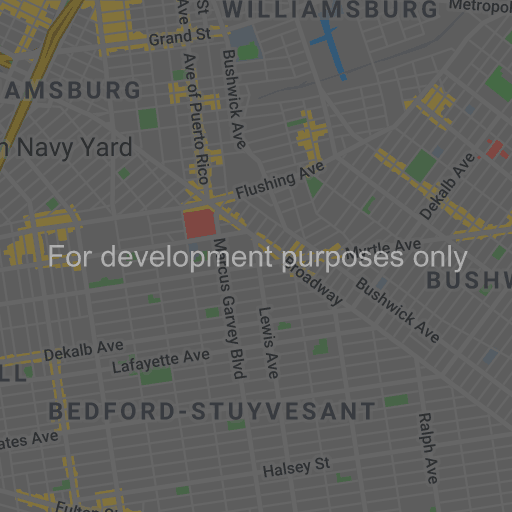 WILLIAMSBURG
Metropol
Ave
St
Grand St
Bushwick Ave
AMSBURG
Ave of Puerto Rico
n Navy Yard
Flushing Ave
Dekalb Ave
Myrtle Ave
For development purposes only
Broadway
BUSHW
Bushwick Ave
Marcus Garvey Blvd
Lewis Ave
Dekalb Ave
Lafayette Ave
LL
BEDFORD-STUYVESANT
ates Ave
Ralph Ave
Halsey St
Fulton St